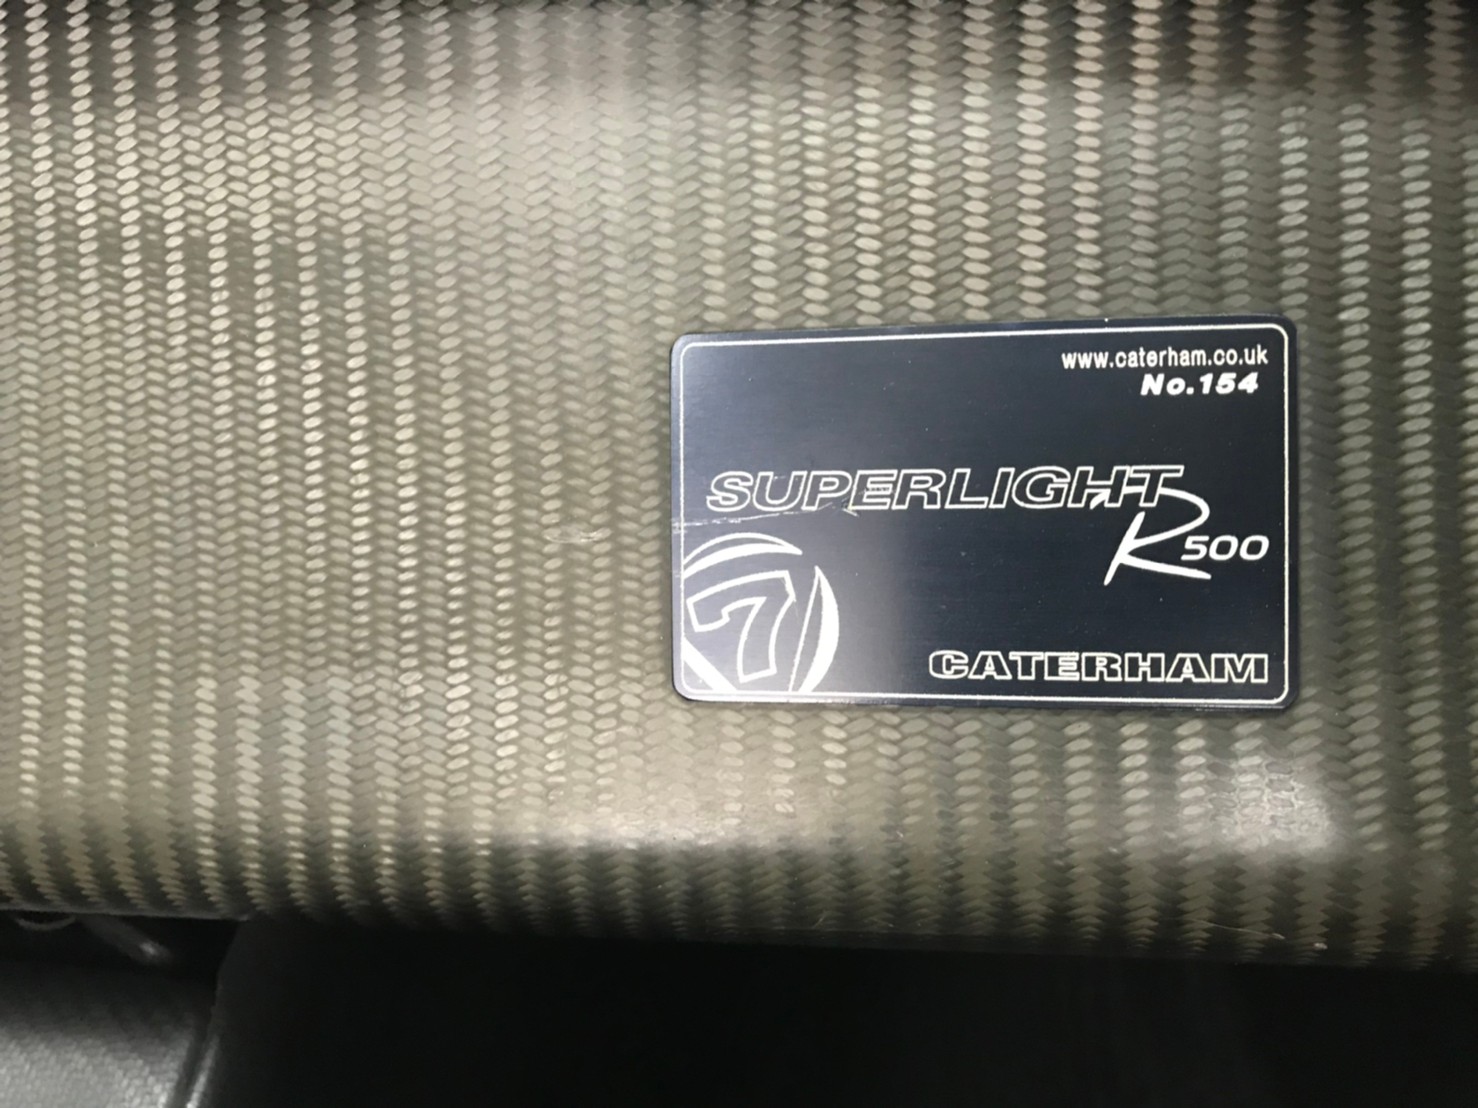 www.caterham.co.uk
No.154
SUPERLIGHT
R500
7
CATERHAM